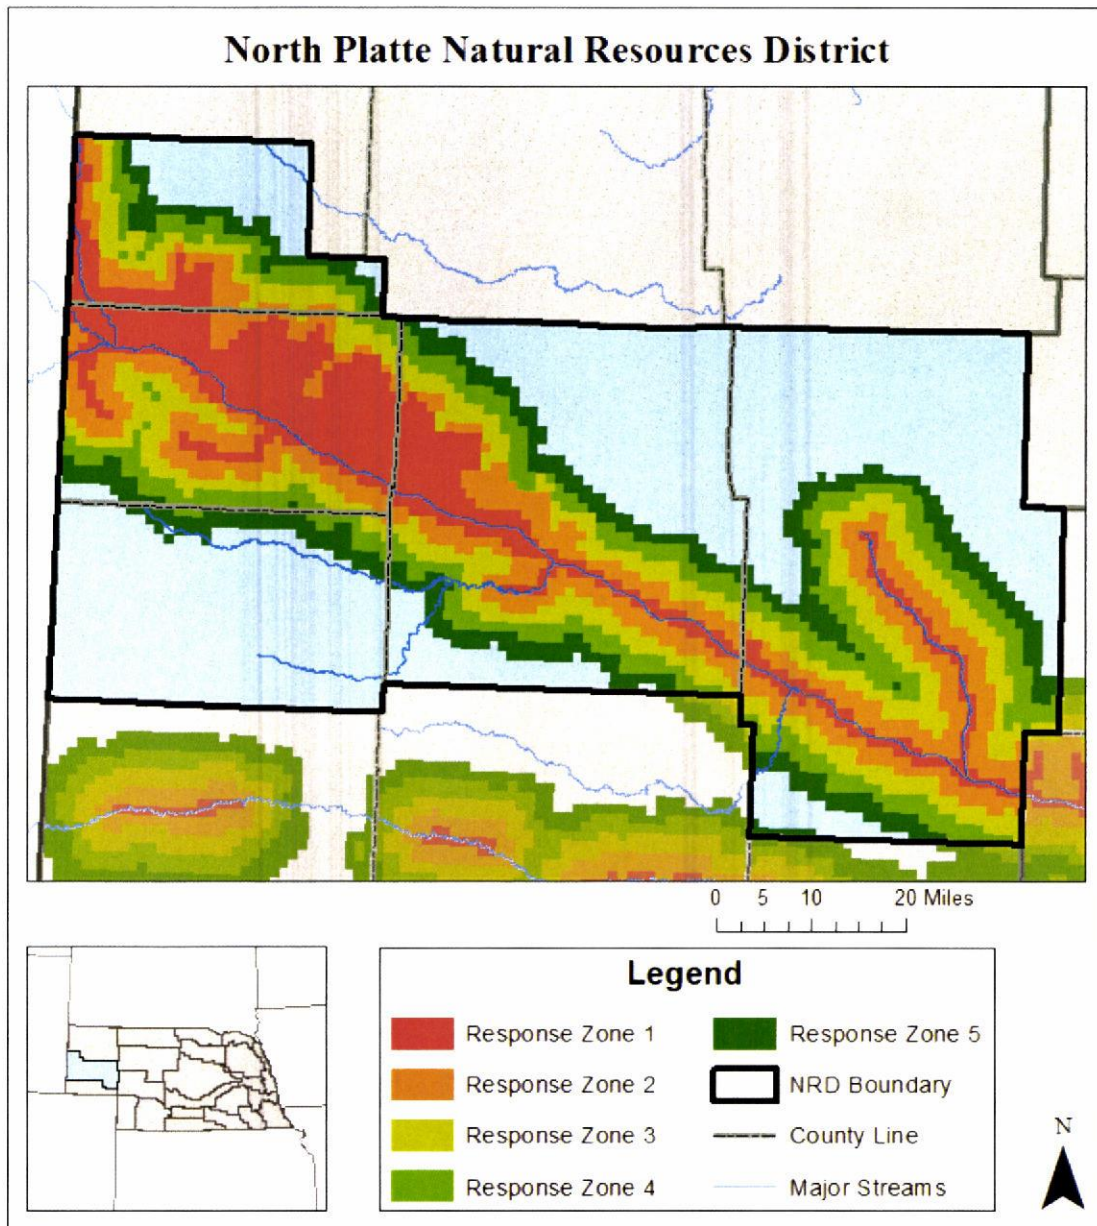 North Platte Natural Resources District
0 5 10 20 Miles
Legend
Response Zone 1
Response Zone 2
Response Zone 3
Response Zone 4
Response Zone 5
NRD Boundary
County Line
Major Streams
N